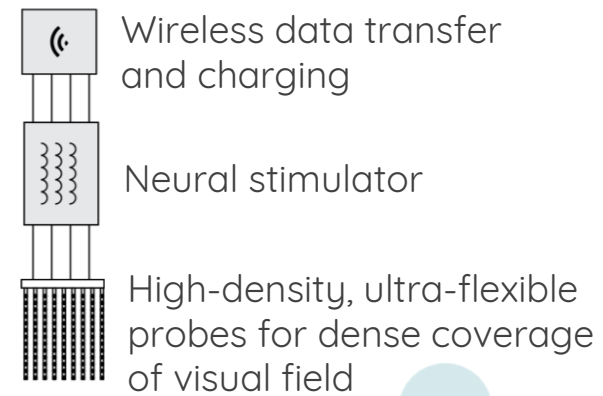 Wireless data transfer
and charging
Neural stimulator
High-density, ultra-flexible
probes for dense coverage
of visual field